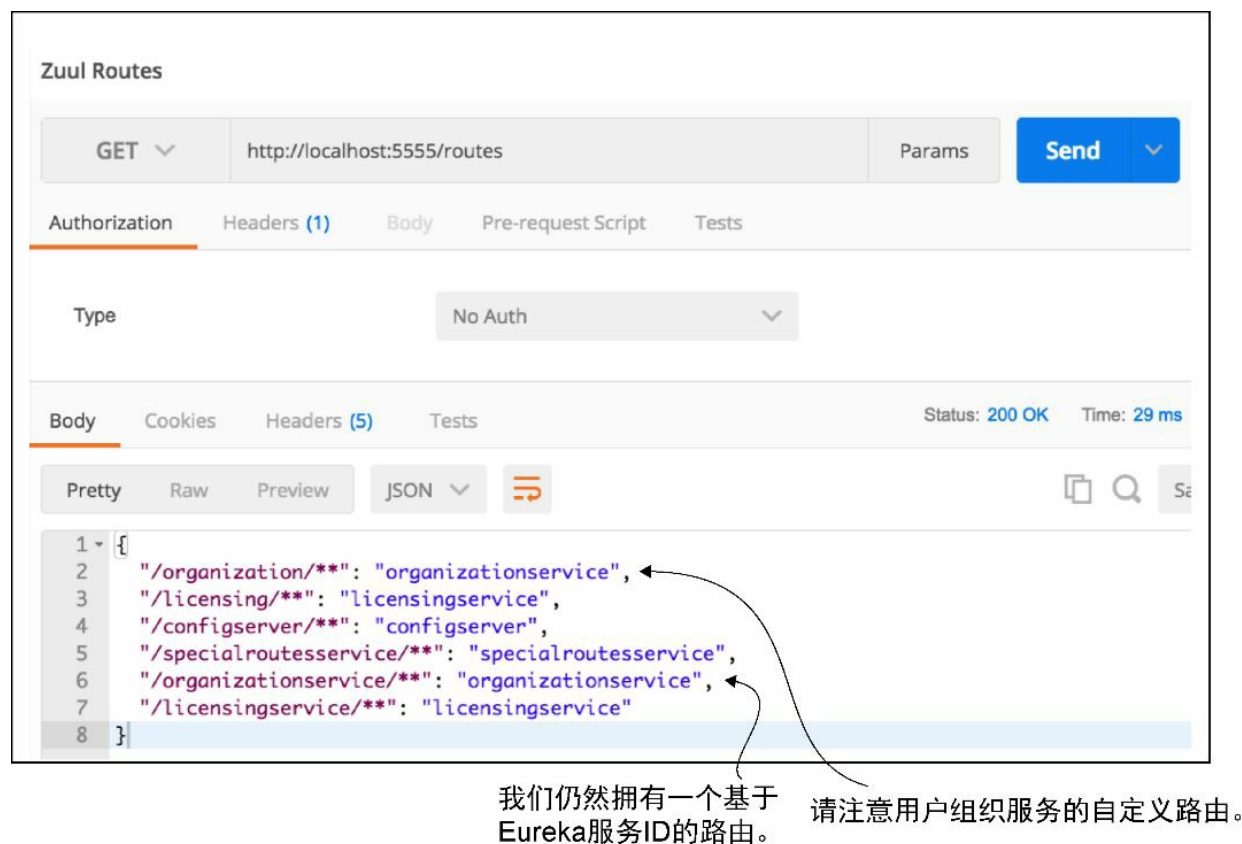 Zuul Routes
GET http://localhost:5555/routes Params Send
Authorization Headers (1) Body Pre-request Script Tests
Type No Auth
Body Cookies Headers (5) Tests Status: 200 OK Time: 29 ms
Pretty Raw Preview JSON Sa
1 {
2 "/organization/**": "organizationservice",
3 "/licensing/**": "licensingservice",
4 "/configserver/**": "configserver",
5 "/specialroutesservice/**": "specialroutesservice",
6 "/organizationservice/**": "organizationservice",
7 "/licensingservice/**": "licensingservice"
8 }
我们仍然拥有一个基于
Eureka服务ID的路由。
请注意用户组织服务的自定义路由。